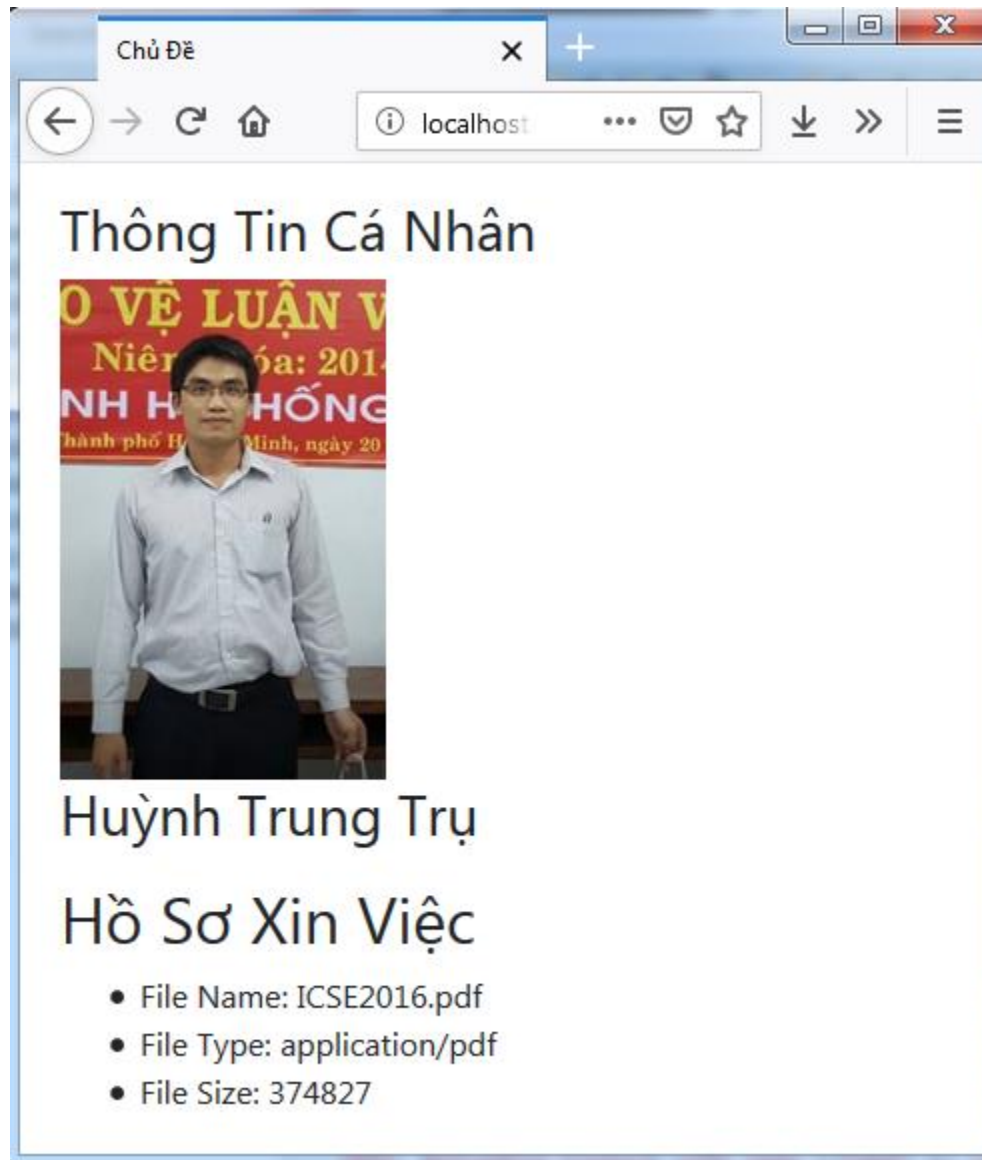 Chủ Đề
localhost
Thông Tin Cá Nhân
O VỆ LUẬN V
Niên óa: 2014
NH H HỐNG
Thành phố H Minh, ngày 20
Huỳnh Trung Trụ
Hồ Sơ Xin Việc
File Name: ICSE2016.pdf
File Type: application/pdf
File Size: 374827